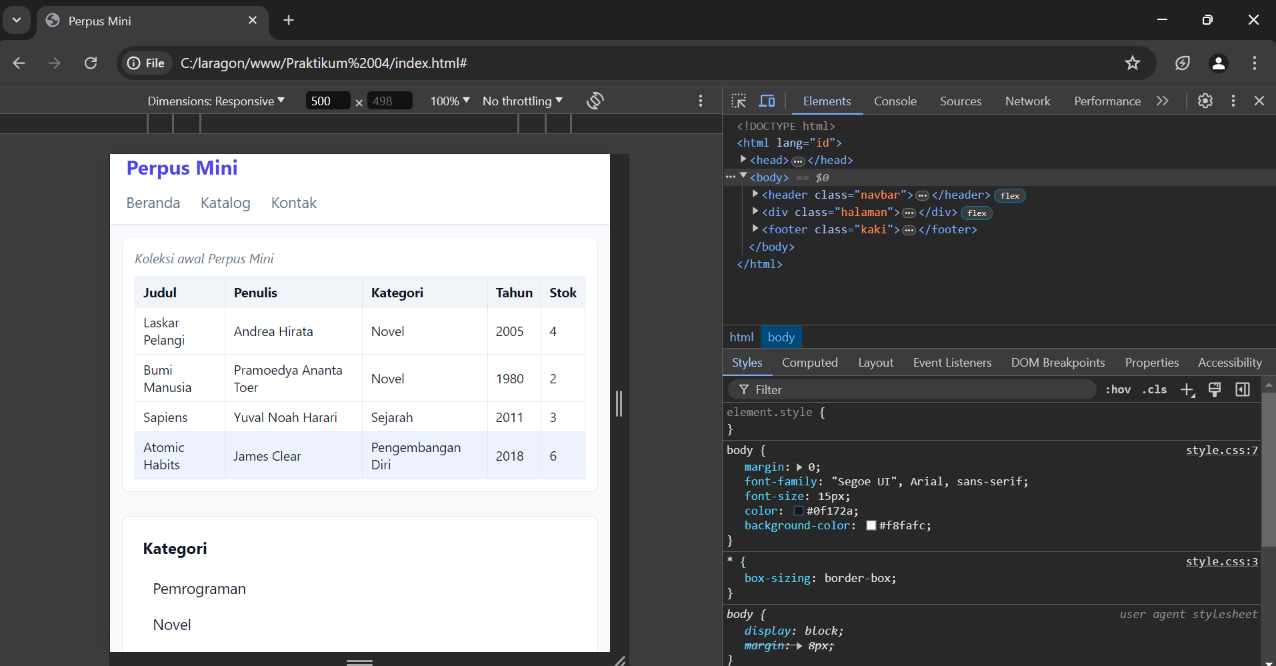 Perpus Mini
File C:/laragon/www/Praktikum%2004/index.html#
Dimensions: Responsive 500 × 498 100% No throttling
Perpus Mini
Beranda Katalog Kontak
Koleksi awal Perpus Mini
Judul Penulis Kategori Tahun Stok
Laskar Pelangi Andrea Hirata Novel 2005 4
Bumi Manusia Pramoedya Ananta Toer Novel 1980 2
Sapiens Yuval Noah Harari Sejarah 2011 3
Atomic Habits James Clear Pengembangan Diri 2018 6
Kategori
Pemrograman
Novel
Elements Console Sources Network Performance
<!DOCTYPE html>
<html lang="id">
<head>…</head>
<body> == $0
<header class="navbar">…</header> flex
<div class="halaman">…</div> flex
<footer class="kaki">…</footer>
</body>
</html>
html body
Styles Computed Layout Event Listeners DOM Breakpoints Properties Accessibility
Filter :hov .cls
element.style {
}
body { style.css:7
margin: 0;
font-family: "Segoe UI", Arial, sans-serif;
font-size: 15px;
color: #0f172a;
background-color: #f8fafc;
}
* { style.css:3
box-sizing: border-box;
}
body { user agent stylesheet
display: block;
margin: 8px;
}